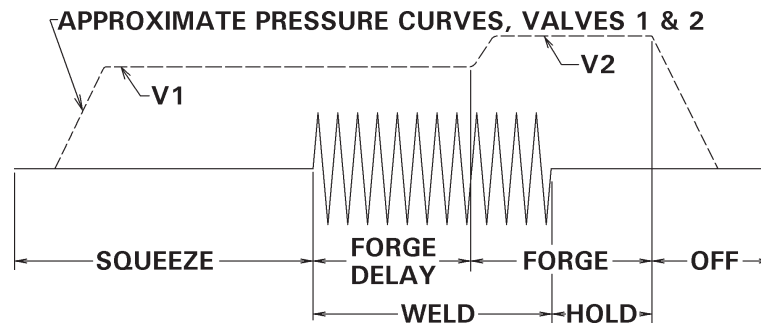 APPROXIMATE PRESSURE CURVES, VALVES 1 & 2
V1
V2
SQUEEZE
FORGE
DELAY
FORGE
OFF
WELD
HOLD